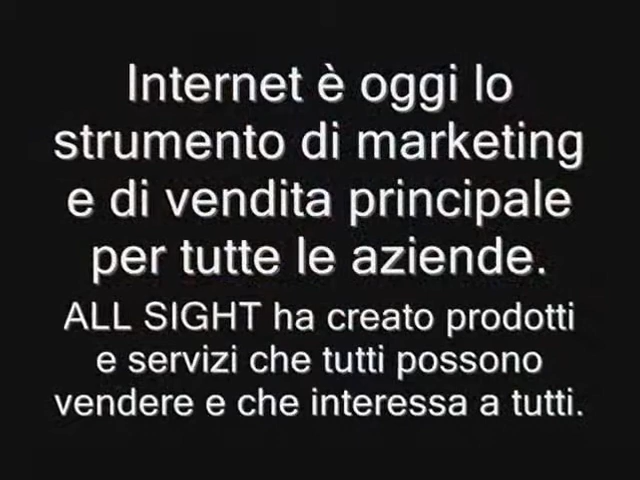 Internet è oggi lo
strumento di marketing
e di vendita principale
per tutte le aziende.
ALL SIGHT ha creato prodotti
e servizi che tutti possono
vendere e che interessa a tutti.